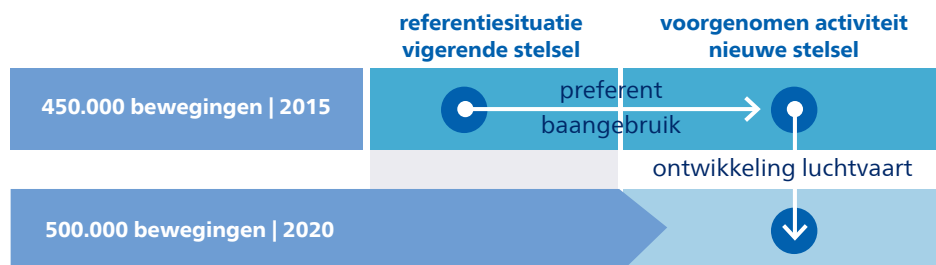 referentiesituatie
vigerende stelsel
voorgenomen activiteit
nieuwe stelsel
450.000 bewegingen | 2015
preferent
baangebruik
ontwikkeling luchtvaart
500.000 bewegingen | 2020